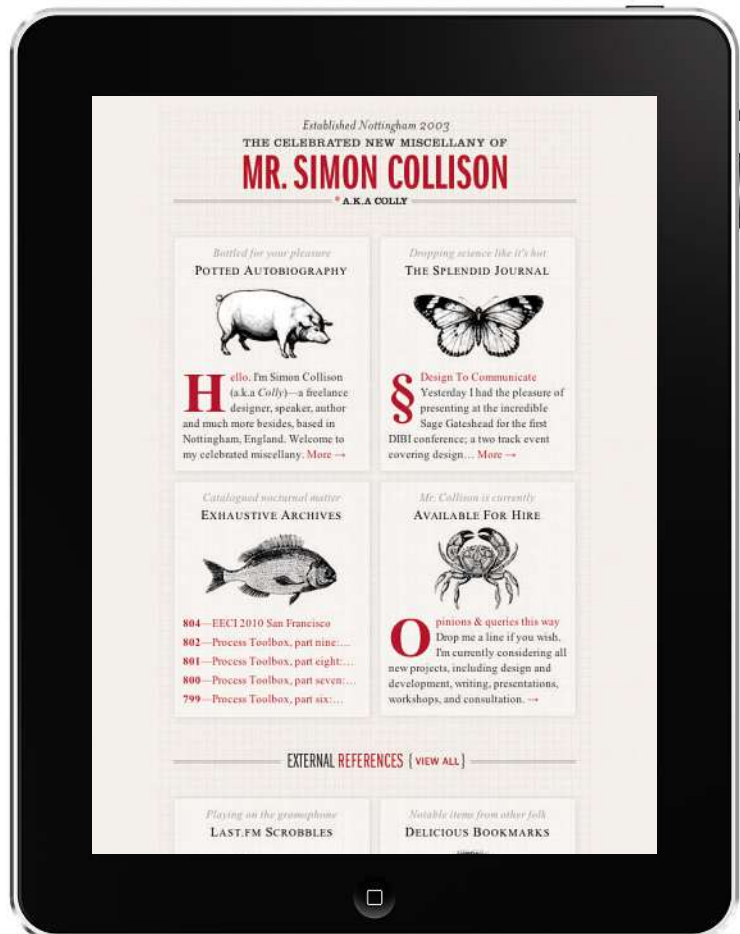 Established Nottingham 2003
THE CELEBRATED NEW MISCELLANY OF
MR. SIMON COLLISON
* A.K.A COLLY
Bottled for your pleasure
POTTED AUTOBIOGRAPHY
Hello. I'm Simon Collison
(a.k.a Colly)—a freelance
designer, speaker, author
and much more besides, based in
Nottingham, England. Welcome to
my celebrated miscellany. More →
Dropping science like it's hot
THE SPLENDID JOURNAL
§ Design To Communicate
Yesterday I had the pleasure of
presenting at the incredible
Sage Gateshead for the first
DIBI conference; a two track event
covering design… More →
Catalogued nocturnal matter
EXHAUSTIVE ARCHIVES
804—EECI 2010 San Francisco
802—Process Toolbox, part nine:…
801—Process Toolbox, part eight:…
800—Process Toolbox, part seven:…
799—Process Toolbox, part six:…
Mr. Collison is currently
AVAILABLE FOR HIRE
Opinions & queries this way
Drop me a line if you wish.
I'm currently considering all
new projects, including design and
development, writing, presentations,
workshops, and consultation. →
EXTERNAL REFERENCES { VIEW ALL }
Playing on the gramophone
LAST.FM SCROBBLES
Notable items from other folk
DELICIOUS BOOKMARKS